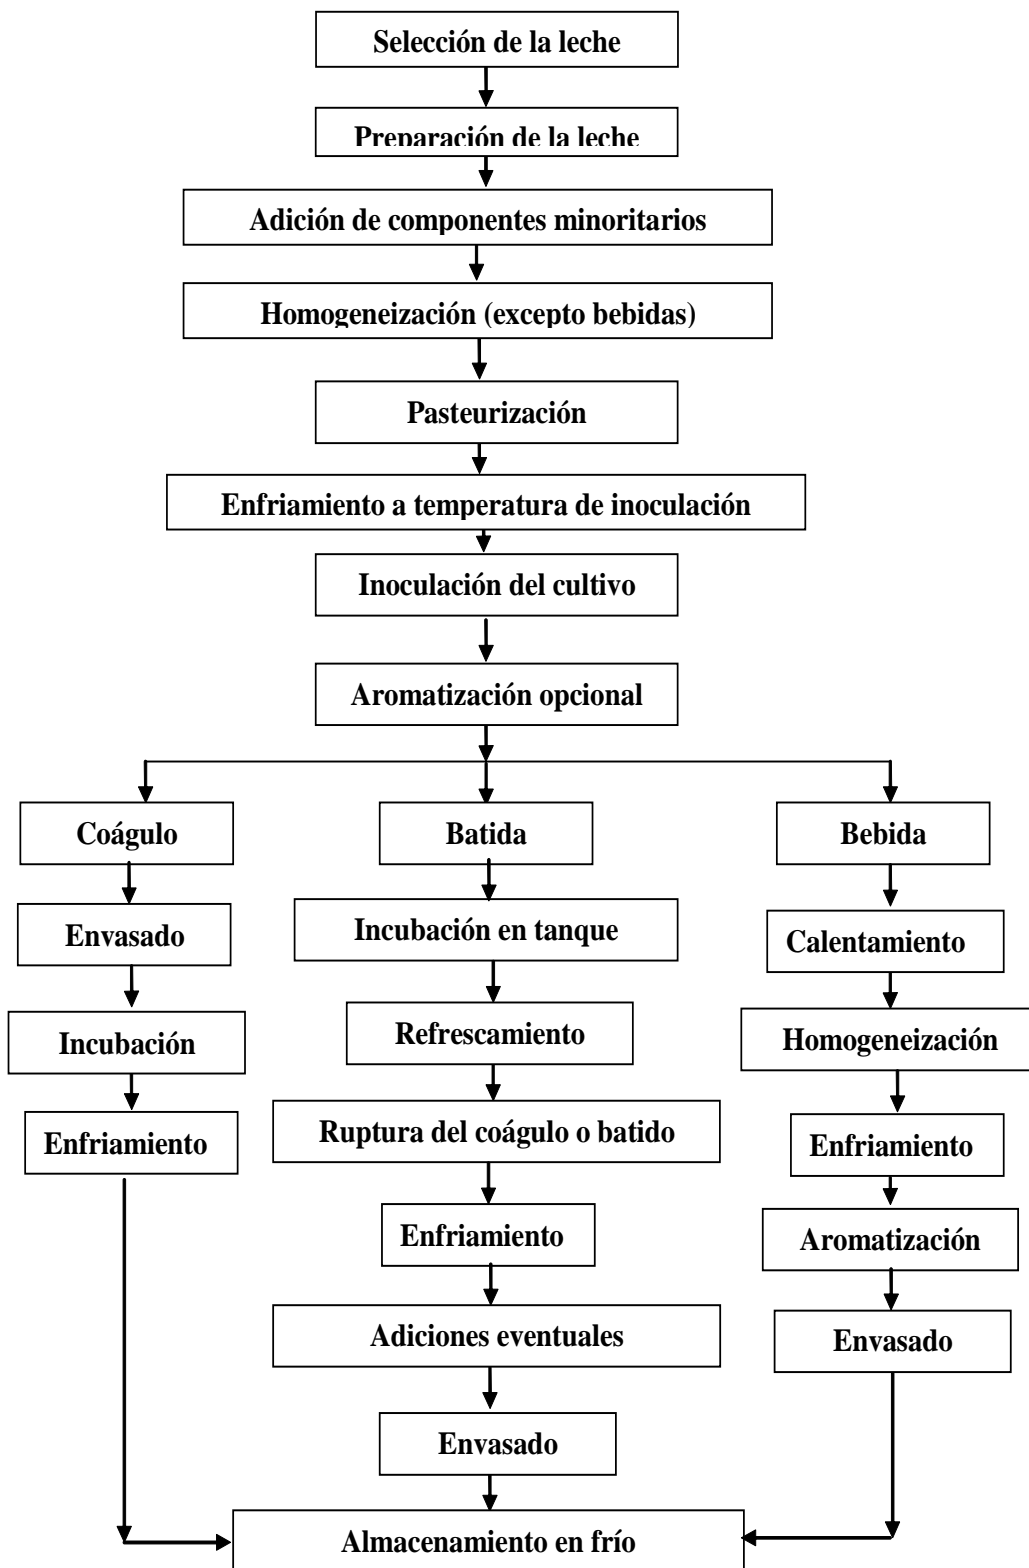 Selección de la leche
Preparación de la leche
Adición de componentes minoritarios
Homogeneización (excepto bebidas)
Pasteurización
Enfriamiento a temperatura de inoculación
Inoculación del cultivo
Aromatización opcional
Coágulo
Envasado
Incubación
Enfriamiento
Batida
Incubación en tanque
Refrescamiento
Ruptura del coágulo o batido
Enfriamiento
Adiciones eventuales
Envasado
Bebida
Calentamiento
Homogeneización
Enfriamiento
Aromatización
Envasado
Almacenamiento en frío